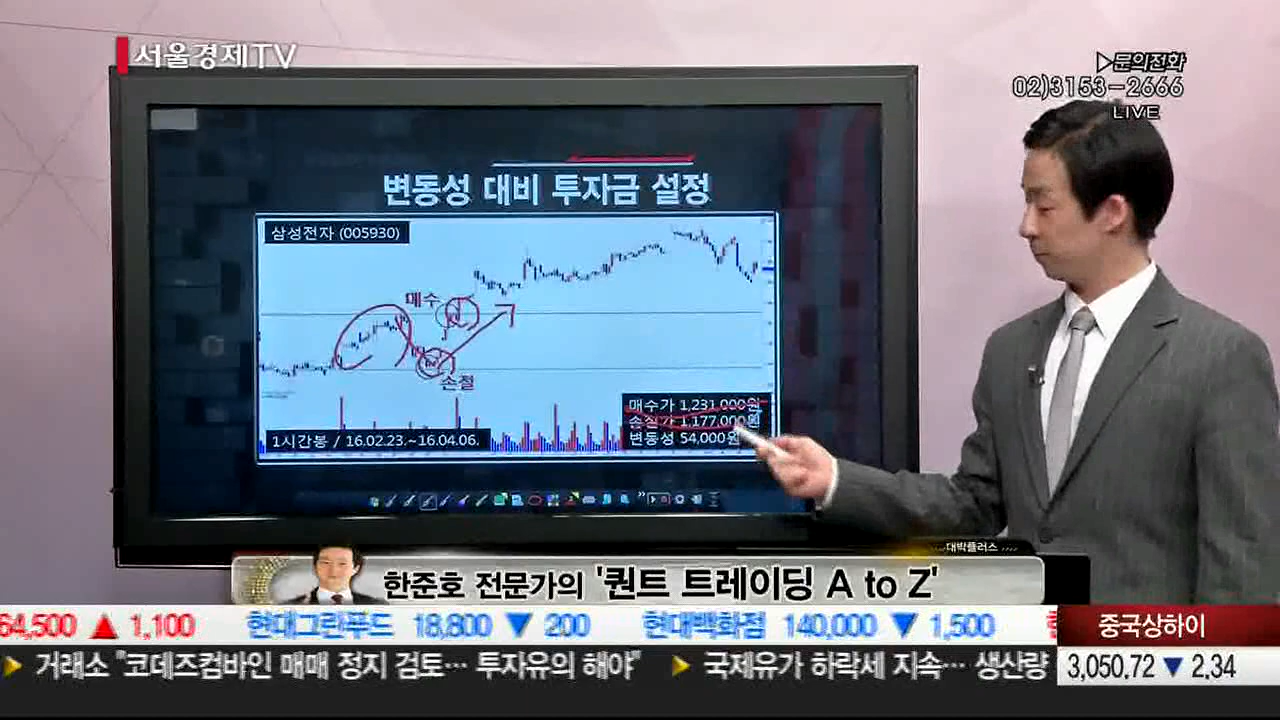 서울경제TV
▷문의전화
02)3153-2666
LIVE
변동성 대비 투자금 설정
삼성전자 (005930)
매수
손절
매수가 1,231,000원
손실가 1,177,000원
변동성 54,000원
1시간봉 / 16.02.23.~16.04.06.
대박플러스
한준호 전문가의 '퀀트 트레이딩 A to Z'
64,500 ▲ 1,100 현대그린푸드 18,800 ▼ 200 현대백화점 140,000 ▼ 1,500
중국상하이
거래소 "코데즈컴바인 매매 정지 검토… 투자유의 해야" 국제유가 하락세 지속… 생산량
3,050.72 ▼ 2.34